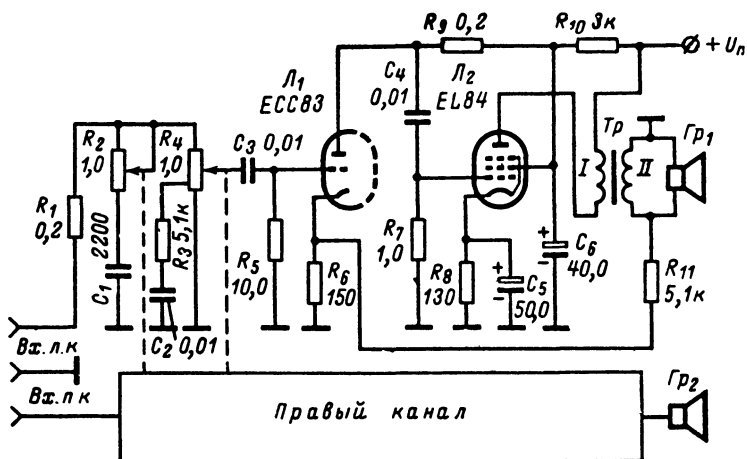 R9 0,2
R10 3к
+ Uп
Л1
ECC83
C4
0,01
Л2
EL84
Тр
Гр1
R2
1,0
R4
1,0
C3 0,01
I
II
R1
0,2
2200
C1
R3 5,1к
C2 0,01
R5
10,0
R6
150
R7
1,0
R8
130
+
-
C5
50,0
+
-
C6
40,0
R11
5,1к
Вх.л.к
Вх.п к
Правый канал
Гр2